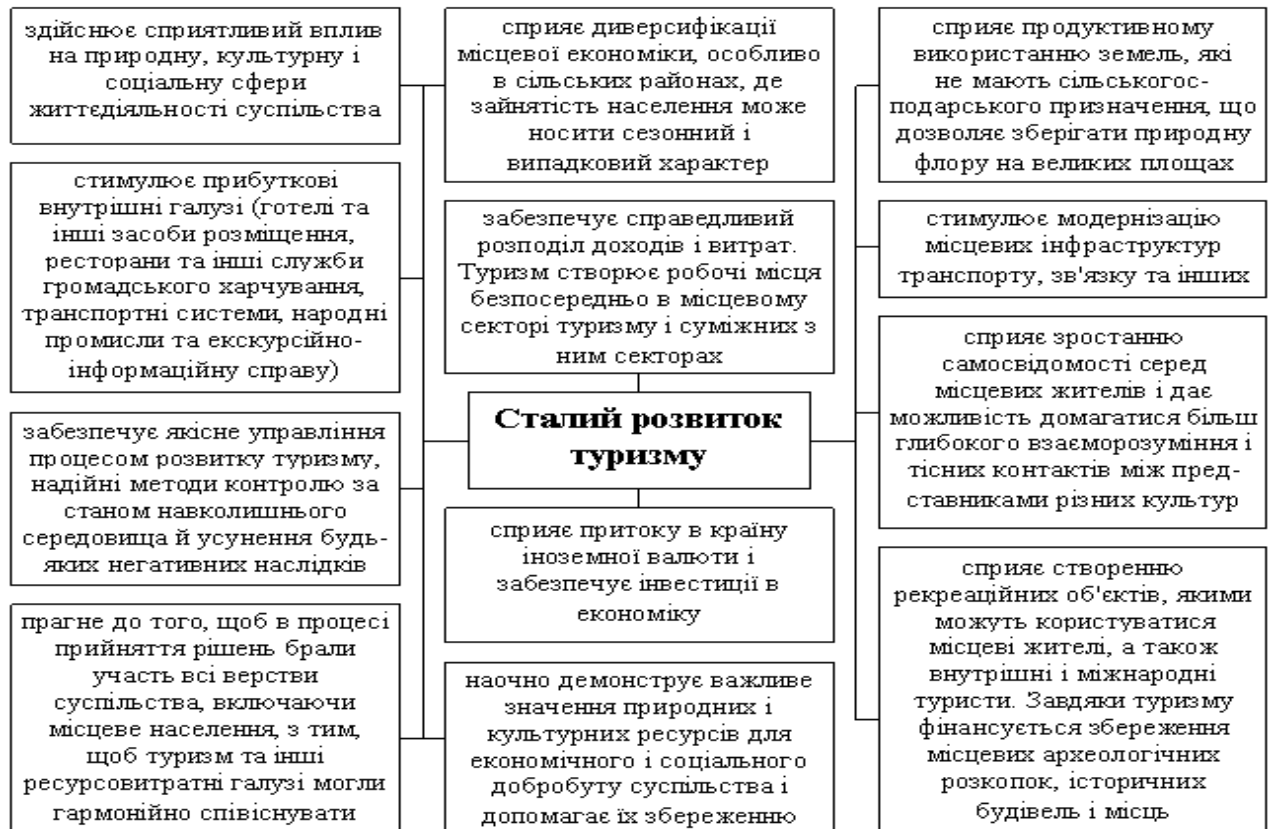 здійснює сприятливий вплив
на природну, культурну і
соціальну сфери
життєдіяльності суспільства
стимулює прибуткові
внутрішні галузі (готелі та
інші засоби розміщення,
ресторани та інші служби
громадського харчування,
транспортні системи, народні
промисли та екскурсійно-
інформаційну справу)
забезпечує якісне управління
процесом розвитку туризму,
надійні методи контролю за
станом навколишнього
середовища й усунення будь-
яких негативних наслідків
прагне до того, щоб в процесі
прийняття рішень брали
участь всі верстви
суспільства, включаючи
місцеве населення, з тим,
щоб туризм та інші
ресурсовитратні галузі могли
гармонійно співіснувати
сприяє диверсифікації
місцевої економіки, особливо
в сільських районах, де
зайнятість населення може
носити сезонний і
випадковий характер
забезпечує справедливий
розподіл доходів і витрат.
Туризм створює робочі місця
безпосередньо в місцевому
секторі туризму і суміжних з
ним секторах
Сталий розвиток
туризму
сприяє притоку в країну
іноземної валюти і
забезпечує інвестиції в
економіку
наочно демонструє важливе
значення природних і
культурних ресурсів для
економічного і соціального
добробуту суспільства і
допомагає їх збереженню
сприяє продуктивному
використанню земель, які
не мають сільськогос-
подарського призначення, що
дозволяє зберігати природну
флору на великих площах
стимулює модернізацію
місцевих інфраструктур
транспорту, зв'язку та інших
сприяє зростанню
самосвідомості серед
місцевих жителів і дає
можливість домагатися більш
глибокого взаєморозуміння і
тісних контактів між пред-
ставниками різних культур
сприяє створенню
рекреаційних об'єктів, якими
можуть користуватися
місцеві жителі, а також
внутрішні і міжнародні
туристи. Завдяки туризму
фінансується збереження
місцевих археологічних
розкопок, історичних
будівель і місць